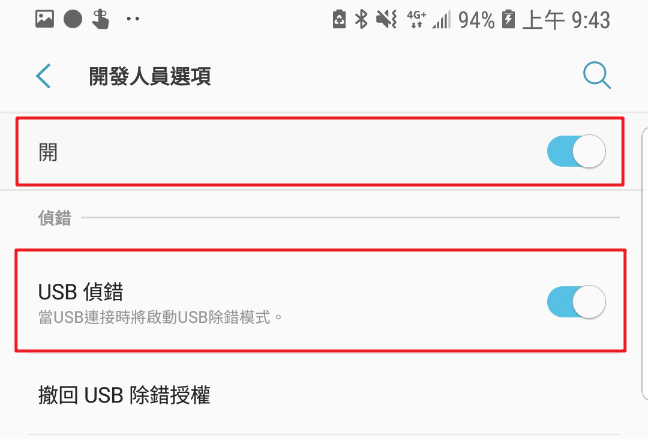 4G+ 94% 上午 9:43
開發人員選項
開
偵錯
USB 偵錯
當USB連接時將啟動USB除錯模式。
撤回 USB 除錯授權